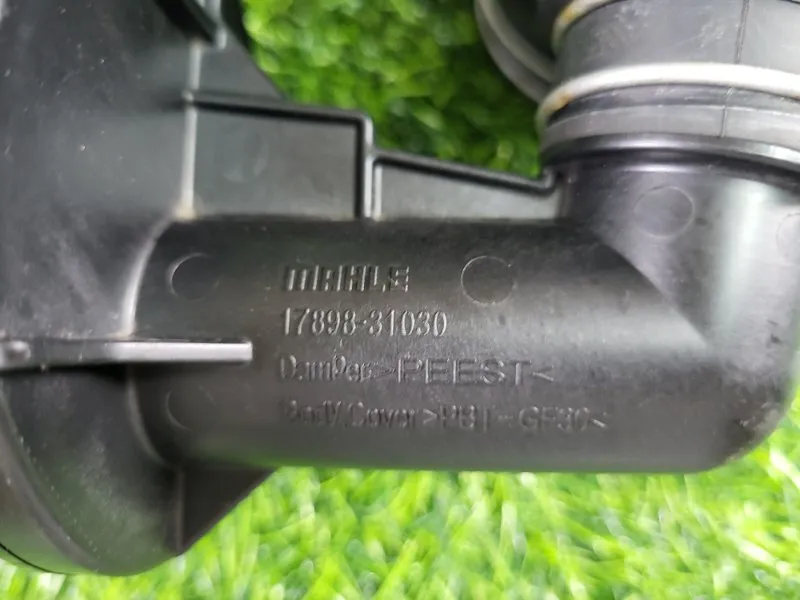 MAHLE
17898-31030
Damper >PEEST<
Body,Cover >PBT-GF30<